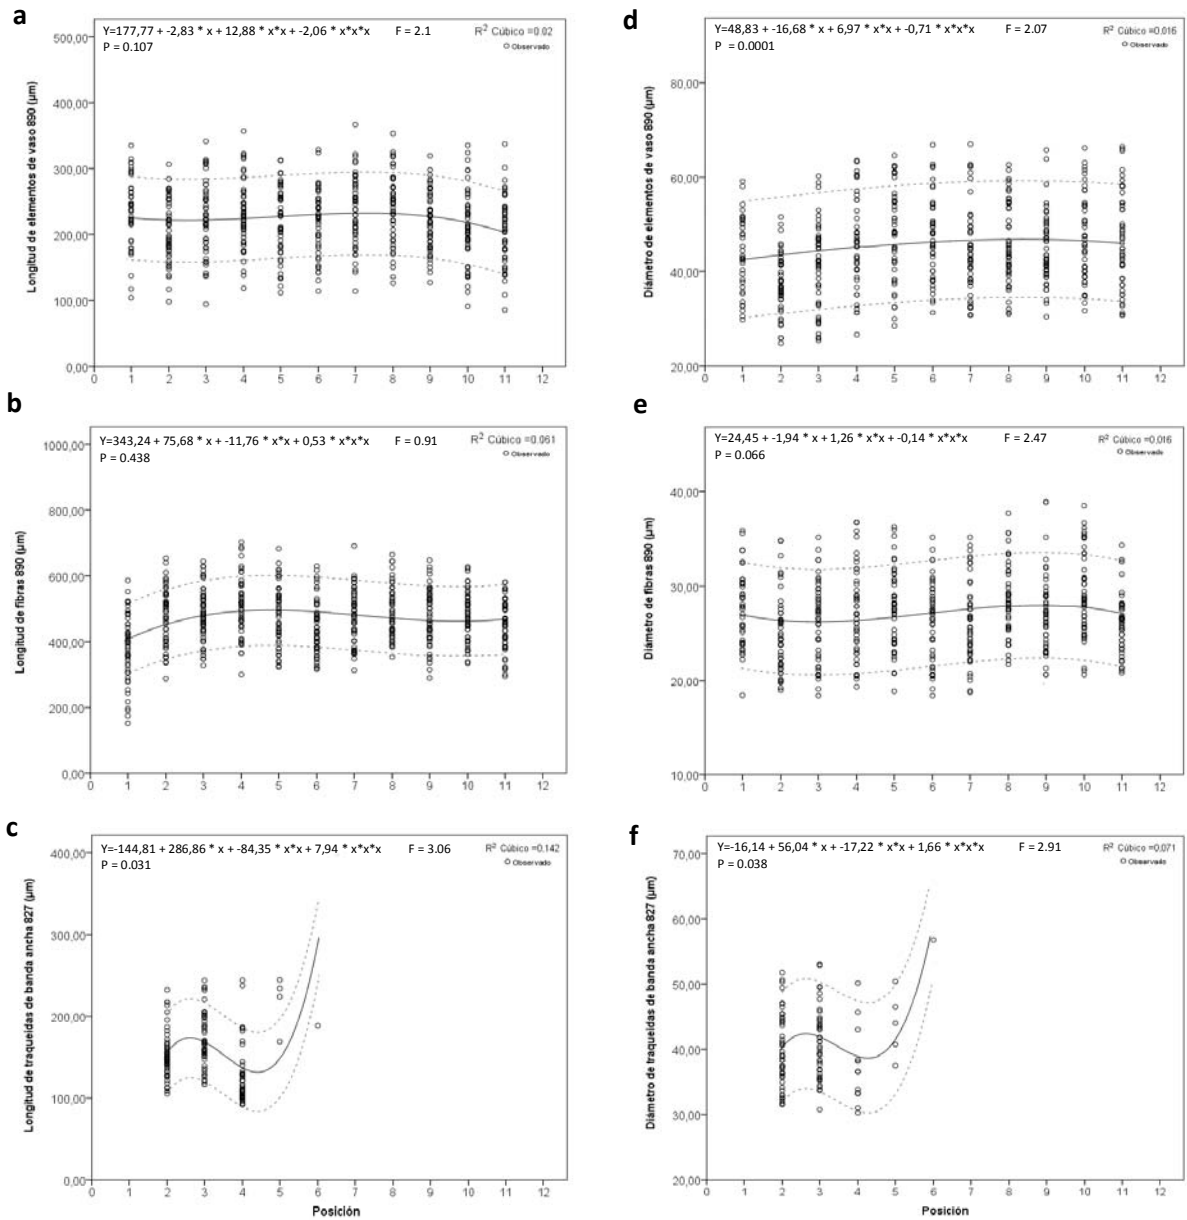 a
Y=177,77 + -2,83 * x + 12,88 * x*x + -2,06 * x*x*x F = 2.1
P = 0.107
R² Cúbico =0.02
Observado
Longitud de elementos de vaso 890 (µm)
500,00
400,00
300,00
200,00
100,00
0,00
0 1 2 3 4 5 6 7 8 9 10 11 12
d
Y=48,83 + -16,68 * x + 6,97 * x*x + -0,71 * x*x*x F = 2.07
P = 0.0001
R² Cúbico =0,016
Observado
Diámetro de elementos de vaso 890 (µm)
80,00
60,00
40,00
20,00
0 1 2 3 4 5 6 7 8 9 10 11 12
b
Y=343,24 + 75,68 * x + -11,76 * x*x + 0,53 * x*x*x F = 0.91
P = 0.438
R² Cúbico =0.061
Observado
Longitud de fibras 890 (µm)
1000,00
800,00
600,00
400,00
200,00
0,00
0 1 2 3 4 5 6 7 8 9 10 11 12
e
Y=24,45 + -1,94 * x + 1,26 * x*x + -0,14 * x*x*x F = 2.47
P = 0.066
R² Cúbico =0,016
Observado
Diámetro de fibras 890 (µm)
40,00
30,00
20,00
10,00
0 1 2 3 4 5 6 7 8 9 10 11 12
c
Y=-144,81 + 286,86 * x + -84,35 * x*x + 7,94 * x*x*x F = 3.06
P = 0.031
R² Cúbico =0,142
Observado
Longitud de traqueidas de banda ancha 827 (µm)
400,00
300,00
200,00
100,00
0,00
0 1 2 3 4 5 6 7 8 9 10 11 12
Posición
f
Y=-16,14 + 56,04 * x + -17,22 * x*x + 1,66 * x*x*x F = 2.91
P = 0.038
R² Cúbico =0,071
Observado
Diámetro de traqueidas de banda ancha 827 (µm)
70,00
60,00
50,00
40,00
30,00
20,00
0 1 2 3 4 5 6 7 8 9 10 11 12
Posición